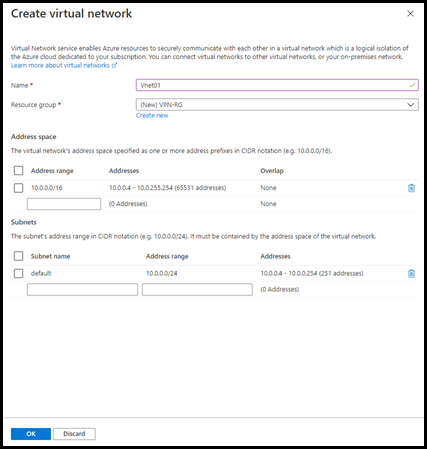 Create virtual network
Virtual Network service enables Azure resources to securely communicate with each other in a virtual network which is a logical isolation of
the Azure cloud dedicated to your subscription. You can connect virtual networks to other virtual networks, or your on-premises network.
Learn more about virtual networks
Name *
Vnet01
Resource group *
(New) VPN-RG
Create new
Address space
The virtual network's address space specified as one or more address prefixes in CIDR notation (e.g. 10.0.0.0/16).
Address range Addresses Overlap
10.0.0.0/16 10.0.0.4 - 10.0.255.254 (65531 addresses) None
(0 Addresses) None
Subnets
The subnet's address range in CIDR notation (e.g. 10.0.0.0/24). It must be contained by the address space of the virtual network.
Subnet name Address range Addresses
default 10.0.0.0/24 10.0.0.4 - 10.0.0.254 (251 addresses)
(0 Addresses)
OK Discard